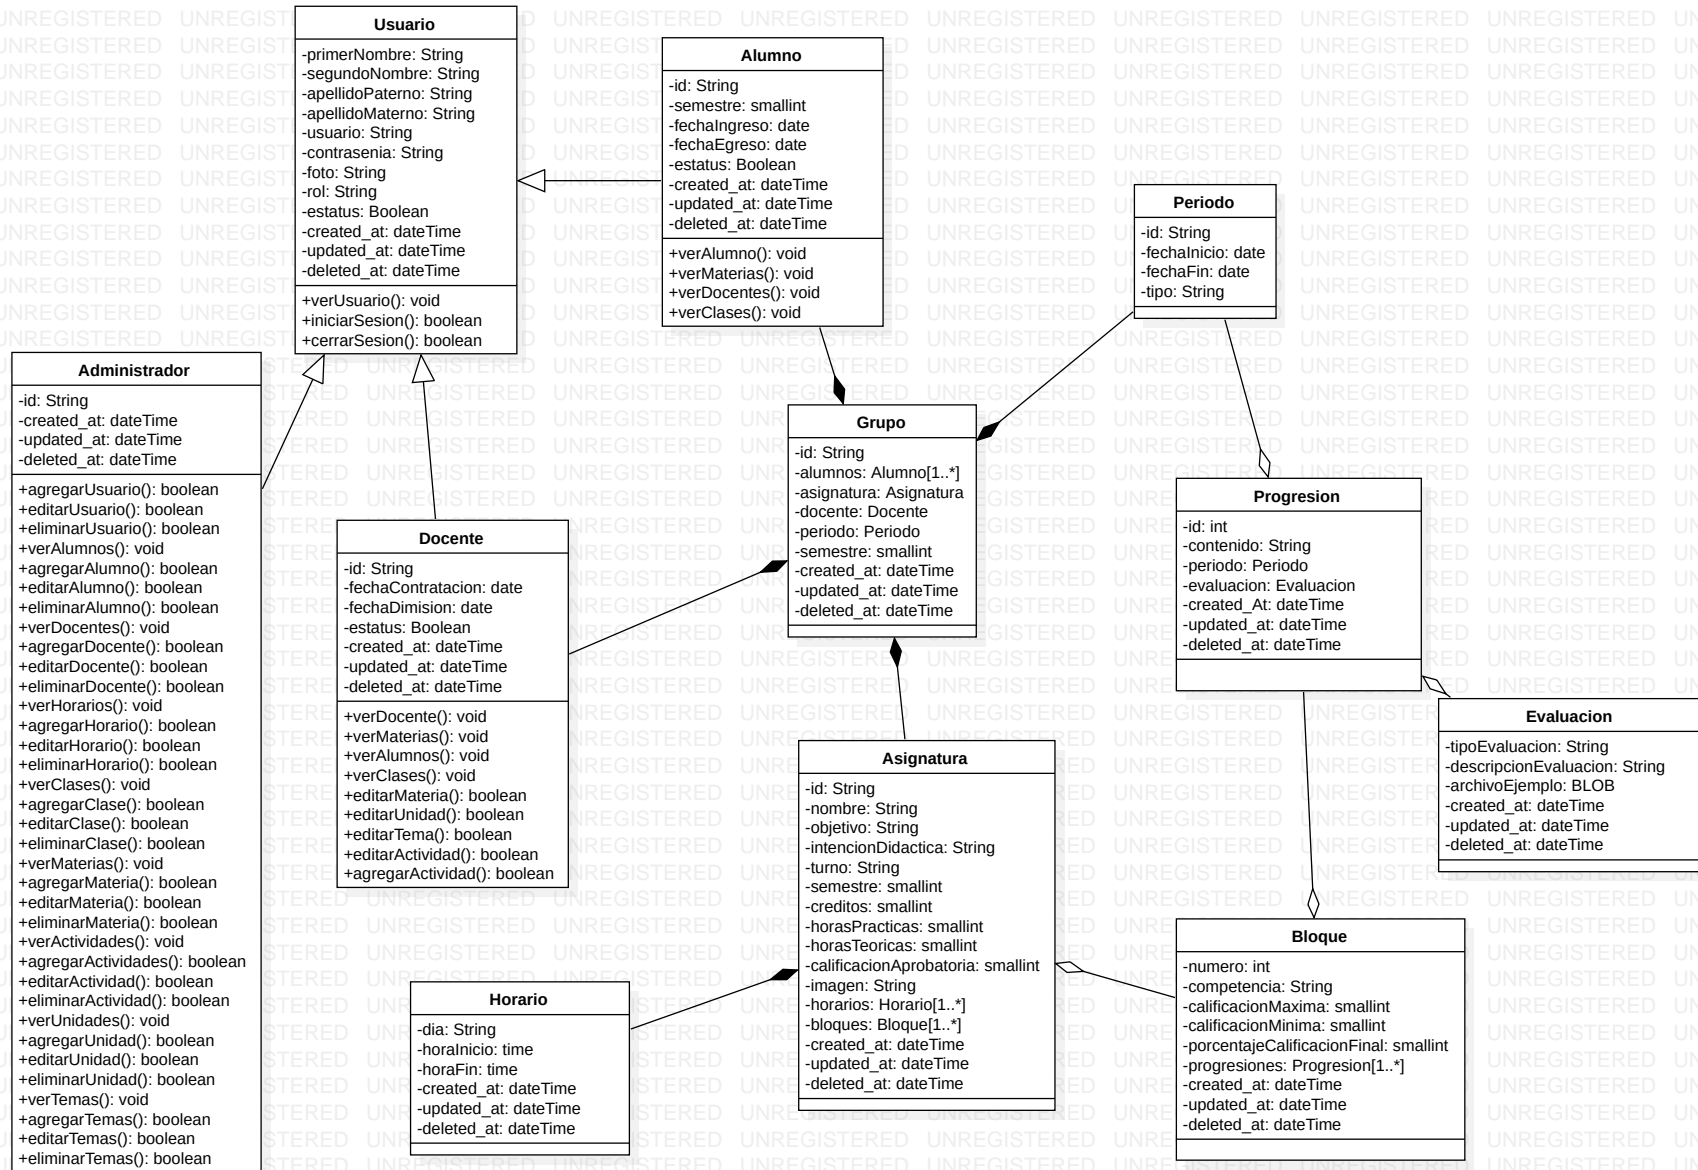 Usuario
-primerNombre: String
-segundoNombre: String
-apellidoPaterno: String
-apellidoMaterno: String
-usuario: String
-contrasenia: String
-foto: String
-rol: String
-estatus: Boolean
-created_at: dateTime
-updated_at: dateTime
-deleted_at: dateTime
+verUsuario(): void
+iniciarSesion(): boolean
+cerrarSesion(): boolean
Alumno
-id: String
-semestre: smallint
-fechaIngreso: date
-fechaEgreso: date
-estatus: Boolean
-created_at: dateTime
-updated_at: dateTime
-deleted_at: dateTime
+verAlumno(): void
+verMaterias(): void
+verDocentes(): void
+verClases(): void
Periodo
-id: String
-fechaInicio: date
-fechaFin: date
-tipo: String
Administrador
-id: String
-created_at: dateTime
-updated_at: dateTime
-deleted_at: dateTime
+agregarUsuario(): boolean
+editarUsuario(): boolean
+eliminarUsuario(): boolean
+verAlumnos(): void
+agregarAlumno(): boolean
+editarAlumno(): boolean
+eliminarAlumno(): boolean
+verDocentes(): void
+agregarDocente(): boolean
+editarDocente(): boolean
+eliminarDocente(): boolean
+verHorarios(): void
+agregarHorario(): boolean
+editarHorario(): boolean
+eliminarHorario(): boolean
+verClases(): void
+agregarClase(): boolean
+editarClase(): boolean
+eliminarClase(): boolean
+verMaterias(): void
+agregarMateria(): boolean
+editarMateria(): boolean
+eliminarMateria(): boolean
+verActividades(): void
+agregarActividades(): boolean
+editarActividad(): boolean
+eliminarActividad(): boolean
+verUnidades(): void
+agregarUnidad(): boolean
+editarUnidad(): boolean
+eliminarUnidad(): boolean
+verTemas(): void
+agregarTemas(): boolean
+editarTemas(): boolean
+eliminarTemas(): boolean
Docente
-id: String
-fechaContratacion: date
-fechaDimision: date
-estatus: Boolean
-created_at: dateTime
-updated_at: dateTime
-deleted_at: dateTime
+verDocente(): void
+verMaterias(): void
+verAlumnos(): void
+verClases(): void
+editarMateria(): boolean
+editarUnidad(): boolean
+editarTema(): boolean
+editarActividad(): boolean
+agregarActividad(): boolean
Grupo
-id: String
-alumnos: Alumno[1..*]
-asignatura: Asignatura
-docente: Docente
-periodo: Periodo
-semestre: smallint
-created_at: dateTime
-updated_at: dateTime
-deleted_at: dateTime
Progresion
-id: int
-contenido: String
-periodo: Periodo
-evaluacion: Evaluacion
-created_At: dateTime
-updated_at: dateTime
-deleted_at: dateTime
Evaluacion
-tipoEvaluacion: String
-descripcionEvaluacion: String
-archivoEjemplo: BLOB
-created_at: dateTime
-updated_at: dateTime
-deleted_at: dateTime
Asignatura
-id: String
-nombre: String
-objetivo: String
-intencionDidactica: String
-turno: String
-semestre: smallint
-creditos: smallint
-horasPracticas: smallint
-horasTeoricas: smallint
-calificacionAprobatoria: smallint
-imagen: String
-horarios: Horario[1..*]
-bloques: Bloque[1..*]
-created_at: dateTime
-updated_at: dateTime
-deleted_at: dateTime
Horario
-dia: String
-horaInicio: time
-horaFin: time
-created_at: dateTime
-updated_at: dateTime
-deleted_at: dateTime
Bloque
-numero: int
-competencia: String
-calificacionMaxima: smallint
-calificacionMinima: smallint
-porcentajeCalificacionFinal: smallint
-progresiones: Progresion[1..*]
-created_at: dateTime
-updated_at: dateTime
-deleted_at: dateTime
UNREGISTERED